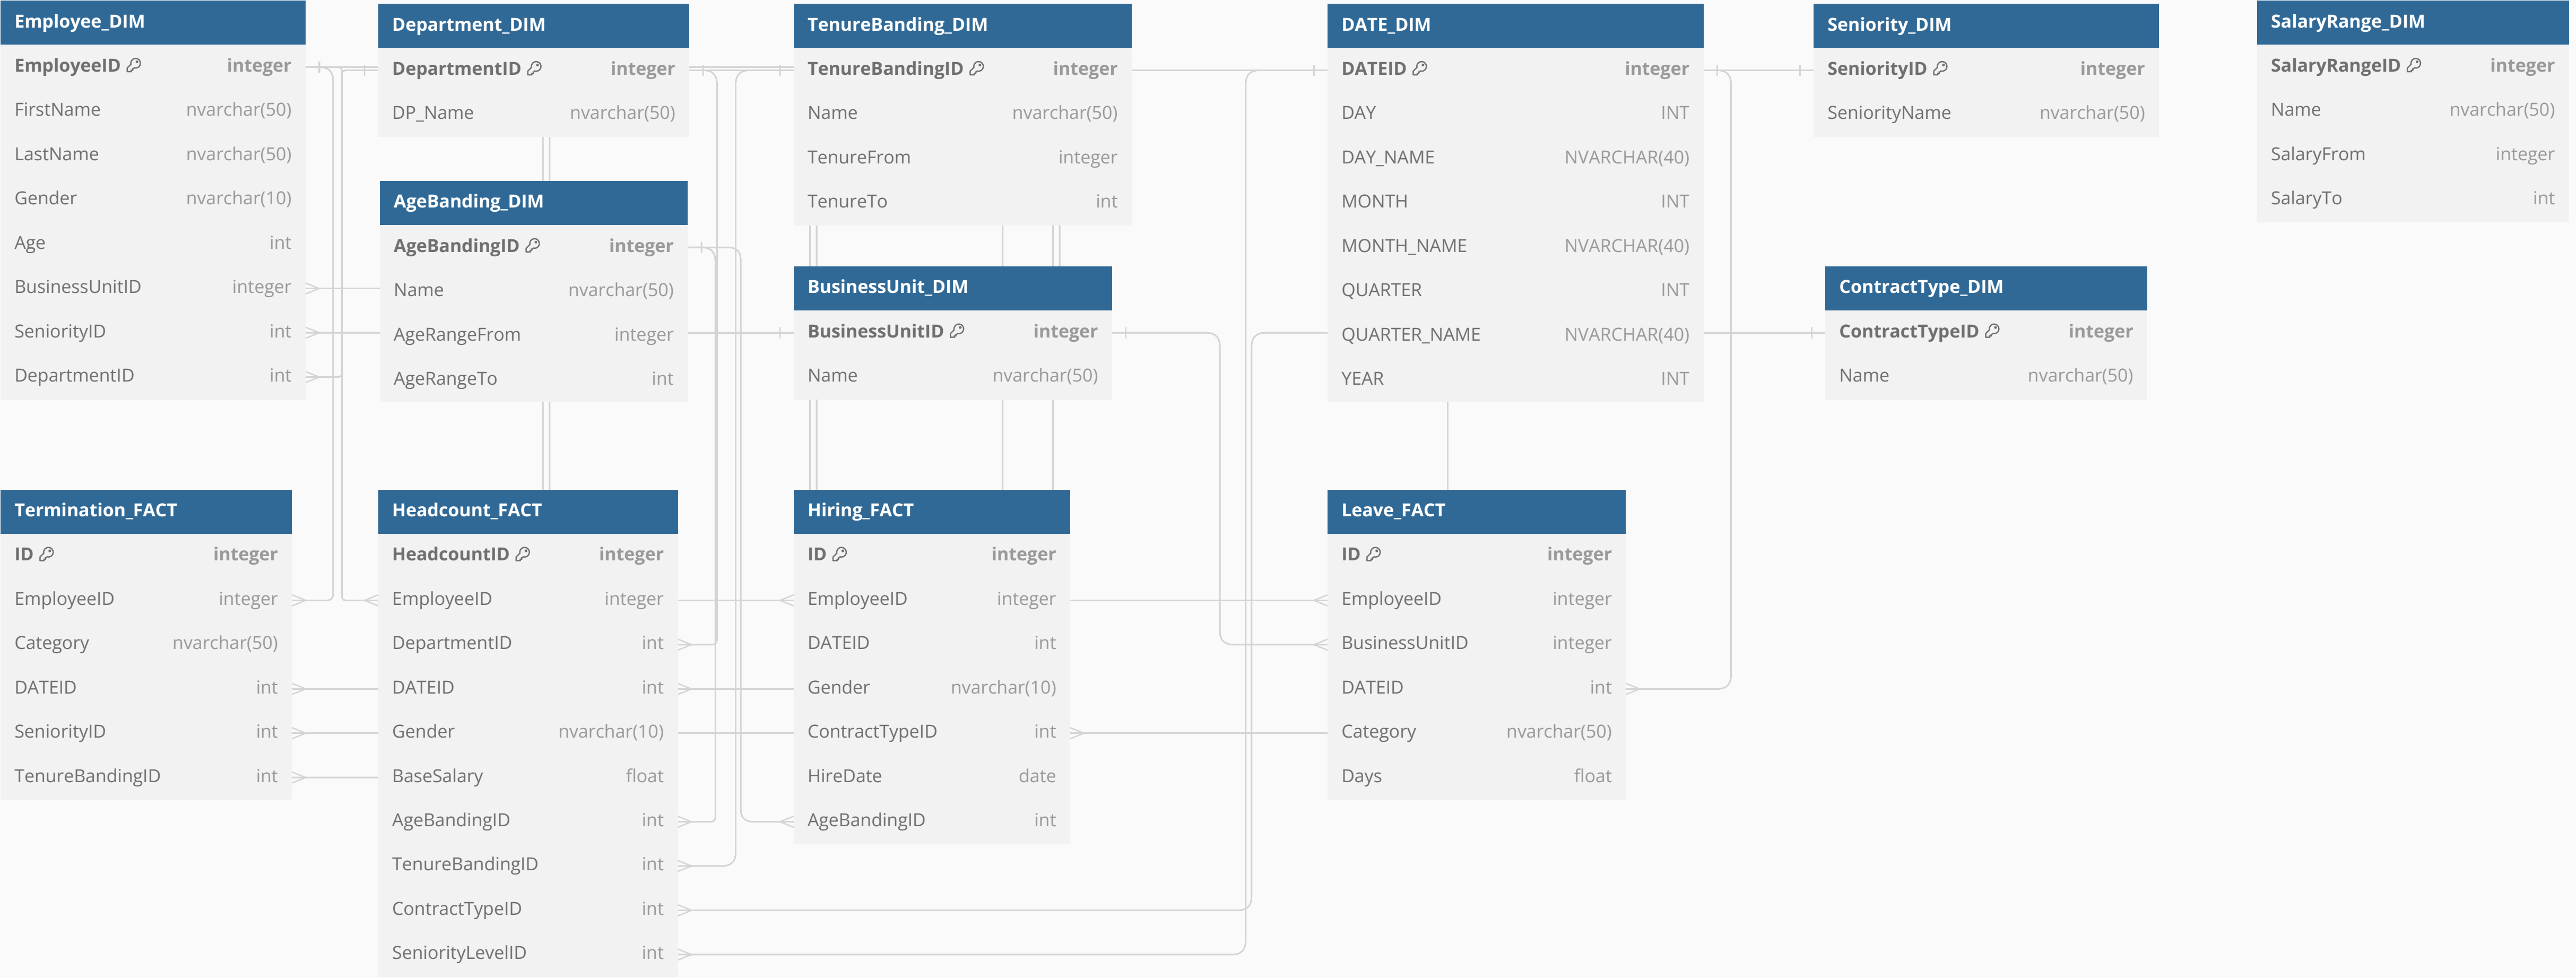 Employee_DIM
EmployeeID integer
FirstName nvarchar(50)
LastName nvarchar(50)
Gender nvarchar(10)
Age int
BusinessUnitID integer
SeniorityID int
DepartmentID int
Department_DIM
DepartmentID integer
DP_Name nvarchar(50)
AgeBanding_DIM
AgeBandingID integer
Name nvarchar(50)
AgeRangeFrom integer
AgeRangeTo int
TenureBanding_DIM
TenureBandingID integer
Name nvarchar(50)
TenureFrom integer
TenureTo int
BusinessUnit_DIM
BusinessUnitID integer
Name nvarchar(50)
DATE_DIM
DATEID integer
DAY INT
DAY_NAME NVARCHAR(40)
MONTH INT
MONTH_NAME NVARCHAR(40)
QUARTER INT
QUARTER_NAME NVARCHAR(40)
YEAR INT
Seniority_DIM
SeniorityID integer
SeniorityName nvarchar(50)
ContractType_DIM
ContractTypeID integer
Name nvarchar(50)
SalaryRange_DIM
SalaryRangeID integer
Name nvarchar(50)
SalaryFrom integer
SalaryTo int
Termination_FACT
ID integer
EmployeeID integer
Category nvarchar(50)
DATEID int
SeniorityID int
TenureBandingID int
Headcount_FACT
HeadcountID integer
EmployeeID integer
DepartmentID int
DATEID int
Gender nvarchar(10)
BaseSalary float
AgeBandingID int
TenureBandingID int
ContractTypeID int
SeniorityLevelID int
Hiring_FACT
ID integer
EmployeeID integer
DATEID int
Gender nvarchar(10)
ContractTypeID int
HireDate date
AgeBandingID int
Leave_FACT
ID integer
EmployeeID integer
BusinessUnitID integer
DATEID int
Category nvarchar(50)
Days float